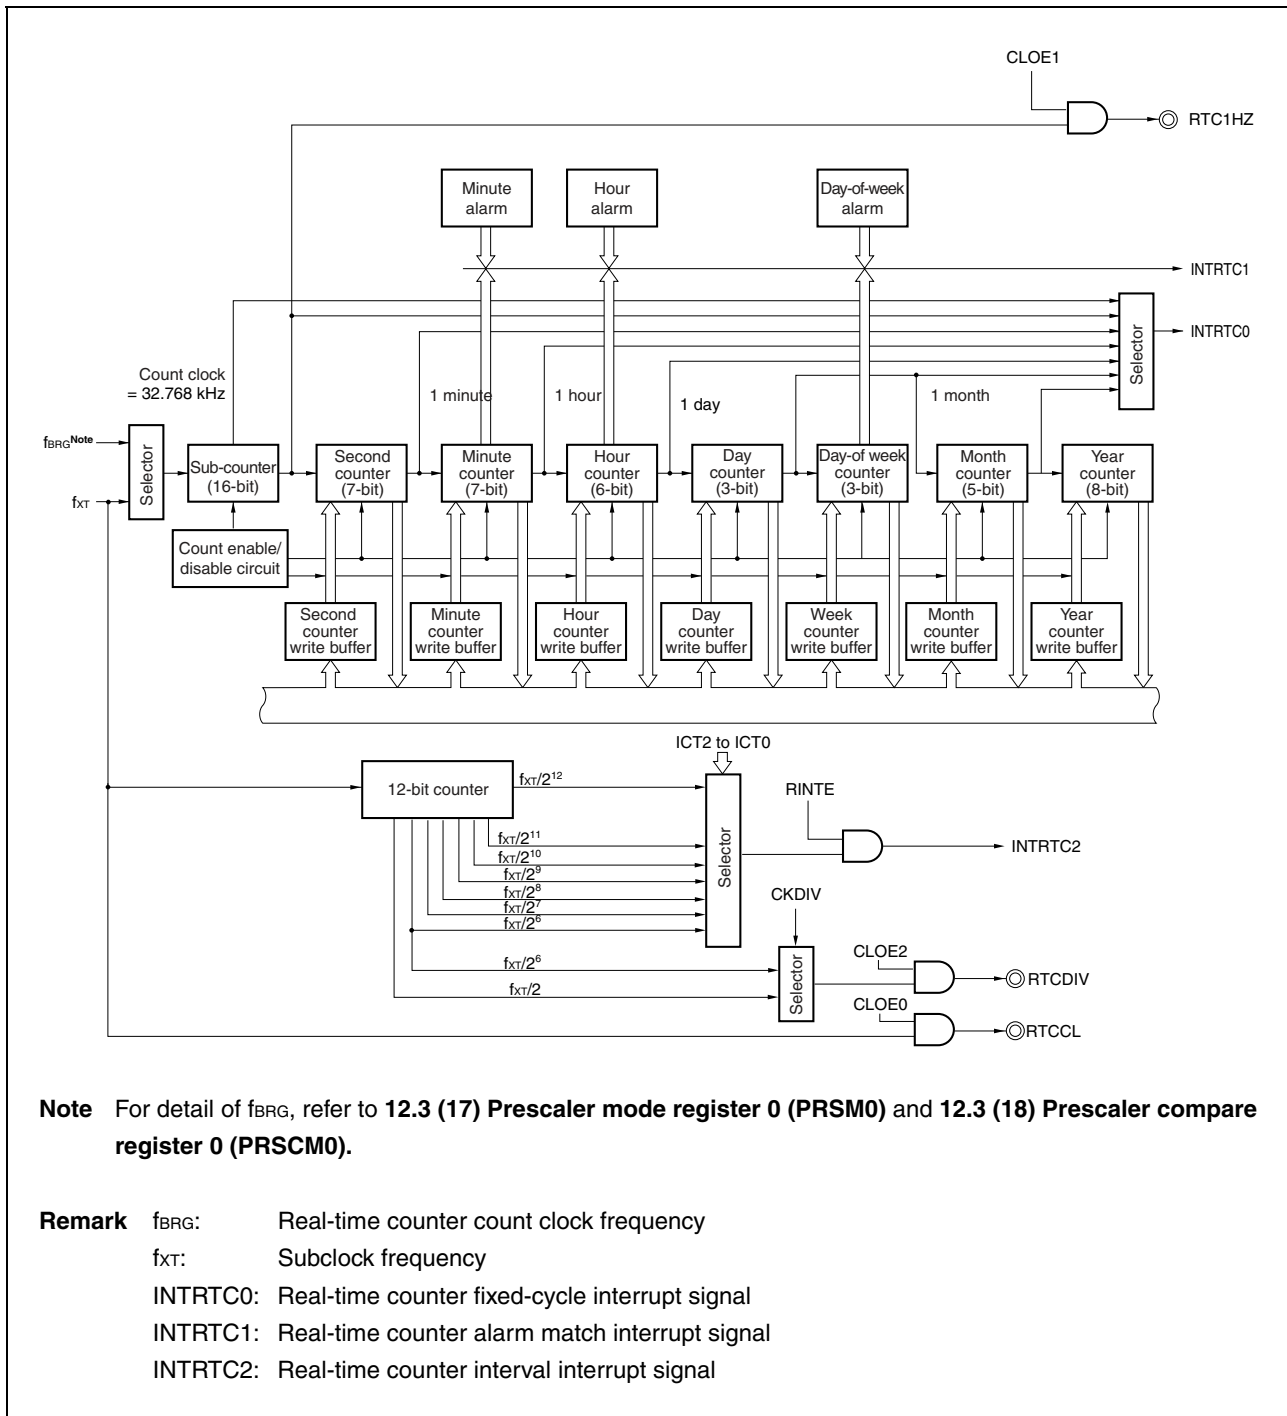 CLOE1
RTC1HZ
Minute
alarm
Hour
alarm
Day-of-week
alarm
INTRTC1
Selector
INTRTC0
Count clock
= 32.768 kHz
1 minute
1 hour
1 day
1 month
fBRG Note
fXT
Selector
Sub-counter
(16-bit)
Second
counter
(7-bit)
Minute
counter
(7-bit)
Hour
counter
(6-bit)
Day
counter
(3-bit)
Day-of week
counter
(3-bit)
Month
counter
(5-bit)
Year
counter
(8-bit)
Count enable/
disable circuit
Second
counter
write buffer
Minute
counter
write buffer
Hour
counter
write buffer
Day
counter
write buffer
Week
counter
write buffer
Month
counter
write buffer
Year
counter
write buffer
ICT2 to ICT0
12-bit counter
fXT/2^12
fXT/2^11
fXT/2^10
fXT/2^9
fXT/2^8
fXT/2^7
fXT/2^6
Selector
RINTE
INTRTC2
CKDIV
fXT/2^6
fXT/2
Selector
CLOE2
RTCDIV
CLOE0
RTCCL
Note For detail of fBRG, refer to 12.3 (17) Prescaler mode register 0 (PRSM0) and 12.3 (18) Prescaler compare
register 0 (PRSCM0).
Remark fBRG: Real-time counter count clock frequency
fXT: Subclock frequency
INTRTC0: Real-time counter fixed-cycle interrupt signal
INTRTC1: Real-time counter alarm match interrupt signal
INTRTC2: Real-time counter interval interrupt signal